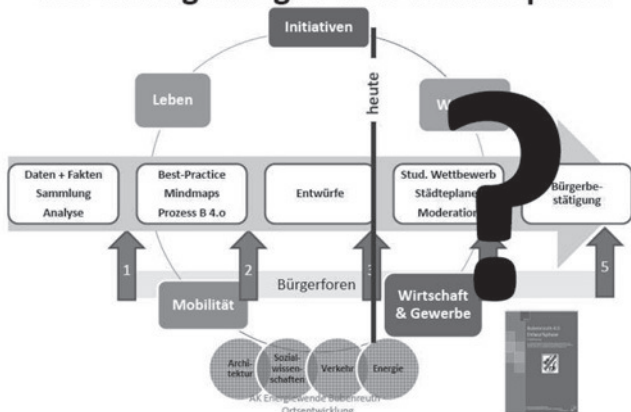 Initiativen
Leben
heute
W
Daten + Fakten
Sammlung
Analyse
Best-Practice
Mindmaps
Prozess B 4.0
Entwürfe
Stud. Wettbewerb
Städteplaner
Moderation
?
Bürgerbe-
stätigung
1
2
3
5
Bürgerforen
Mobilität
Wirtschaft
& Gewerbe
Archi-
tektur
Sozial-
wissen-
schaften
Verkehr
Energie
AK Energiewende Bubenreuth
Ortsentwicklung